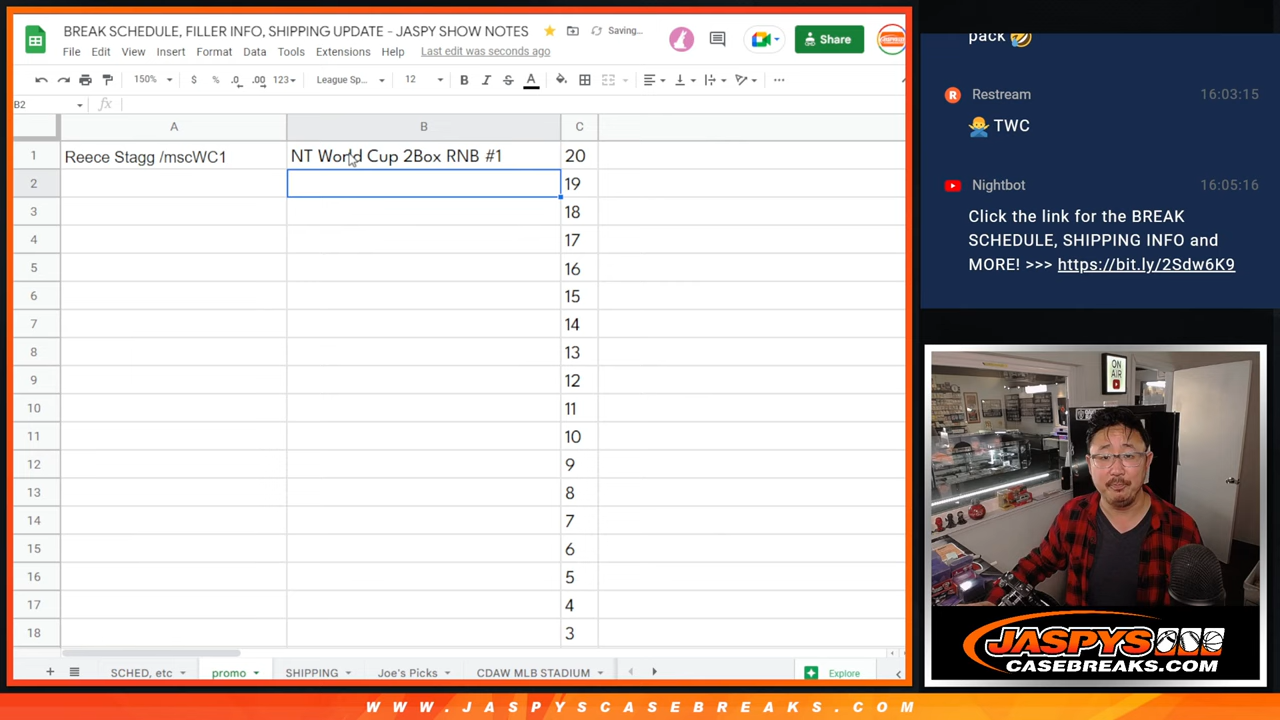 BREAK SCHEDULE, FILLER INFO, SHIPPING UPDATE - JASPY SHOW NOTES
Saving...
File Edit View Insert Format Data Tools Extensions Help Last edit was seconds ago
Share
150% $ % .0 .00 123 League Sp... 12 B I S A
B2 fx
A B C
1 Reece Stagg /mscWC1 NT World Cup 2Box RNB #1 20
2 19
3 18
4 17
5 16
6 15
7 14
8 13
9 12
10 11
11 10
12 9
13 8
14 7
15 6
16 5
17 4
18 3
SCHED, etc promo SHIPPING Joe's Picks CDAW MLB STADIUM Explore
pack
Restream 16:03:15
TWC
Nightbot 16:05:16
Click the link for the BREAK
SCHEDULE, SHIPPING INFO and
MORE! >>> https://bit.ly/2Sdw6K9
ON
AIR
JASPYS
CASEBREAKS.COM
WWW.JASPYSCASEBREAKS.COM